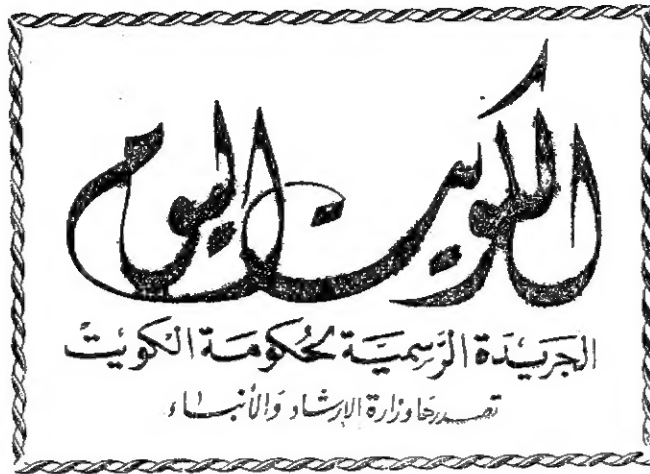 الكويت اليوم
الجريدة الرسمية لحكومة الكويت
تصدرها وزارة الإرشاد والأنباء